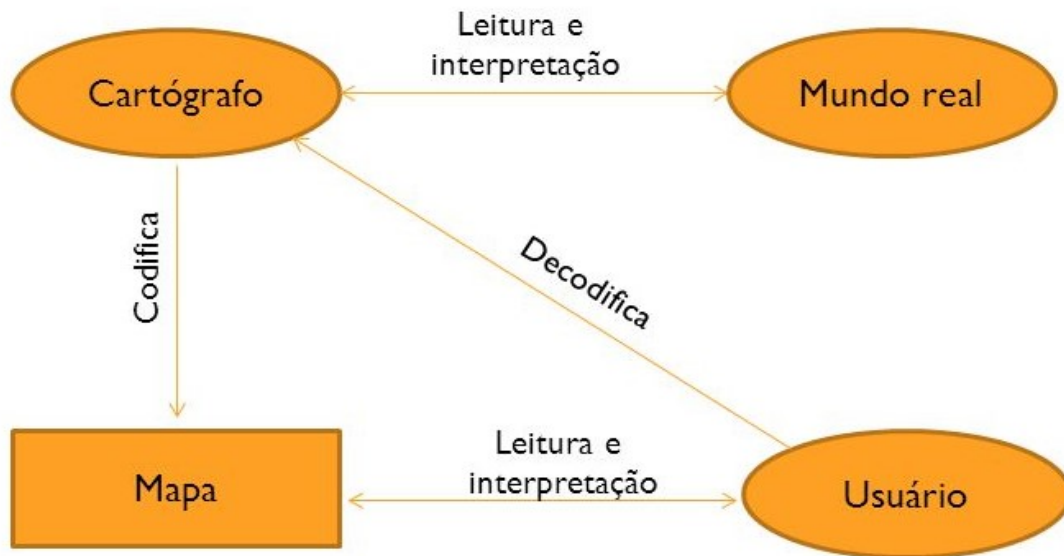 Leitura e
interpretação
Cartógrafo
Mundo real
Codifica
Decodifica
Leitura e
interpretação
Mapa
Usuário